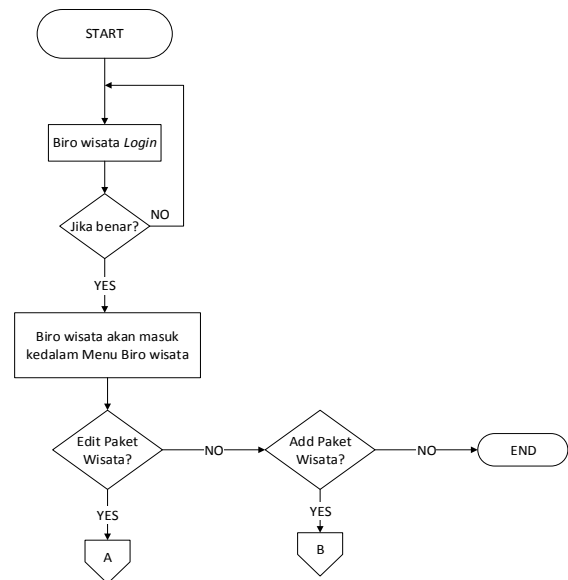 START
Biro wisata Login
Jika benar?
NO
YES
Biro wisata akan masuk
kedalam Menu Biro wisata
Edit Paket
Wisata?
NO
Add Paket
Wisata?
NO
END
YES
YES
A
B